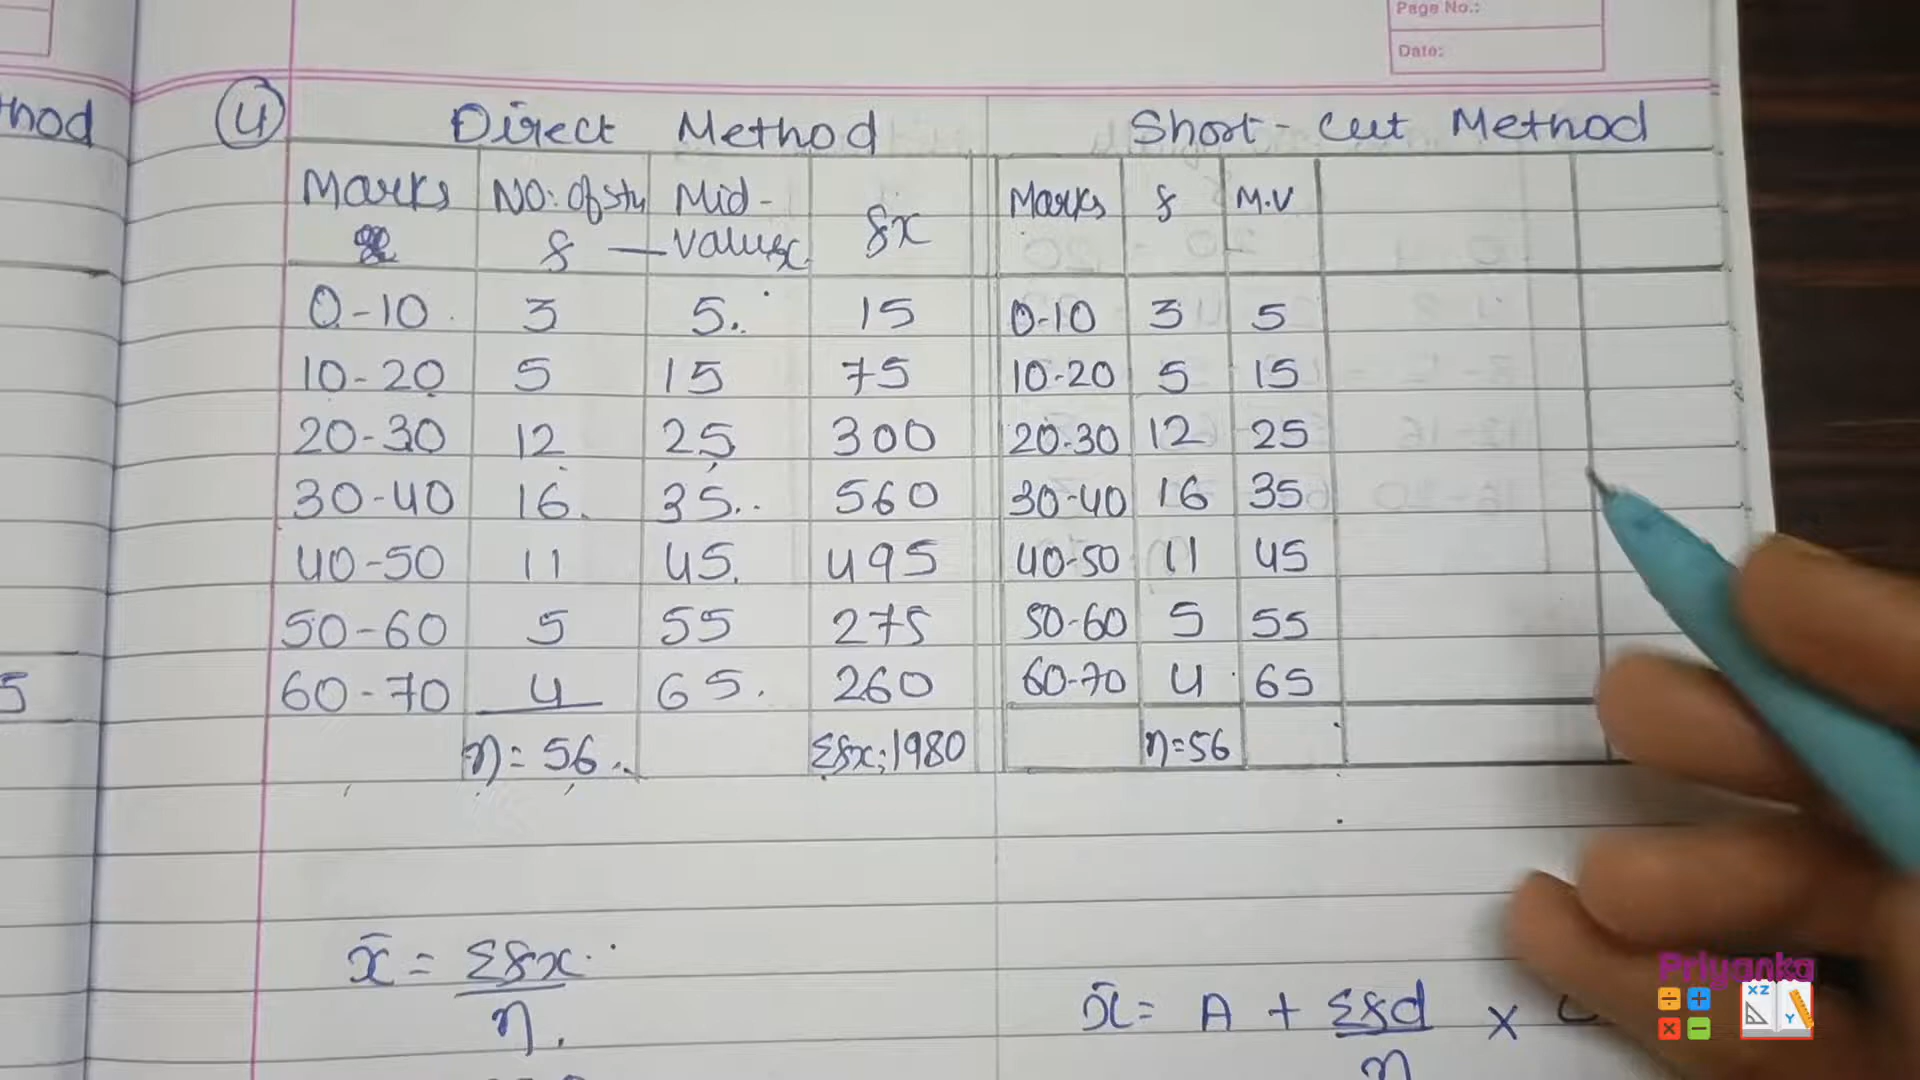 Page No.:
Date:
hod
4 Direct Method Short-cut Method
Marks No: of stu Mid- fx Marks f M.V
f — value x
0-10 3 5 15 0-10 3 5
10-20 5 15 75 10-20 5 15
20-30 12 25 300 20-30 12 25
30-40 16 35 560 30-40 16 35
40-50 11 45 495 40-50 11 45
50-60 5 55 275 50-60 5 55
5 60-70 4 65 260 60-70 4 65
n = 56 Σfx = 1980 n = 56
x̄ = Σfx
n
x̄ = A + Σfd ×
n
Priyanka
XZ
Y